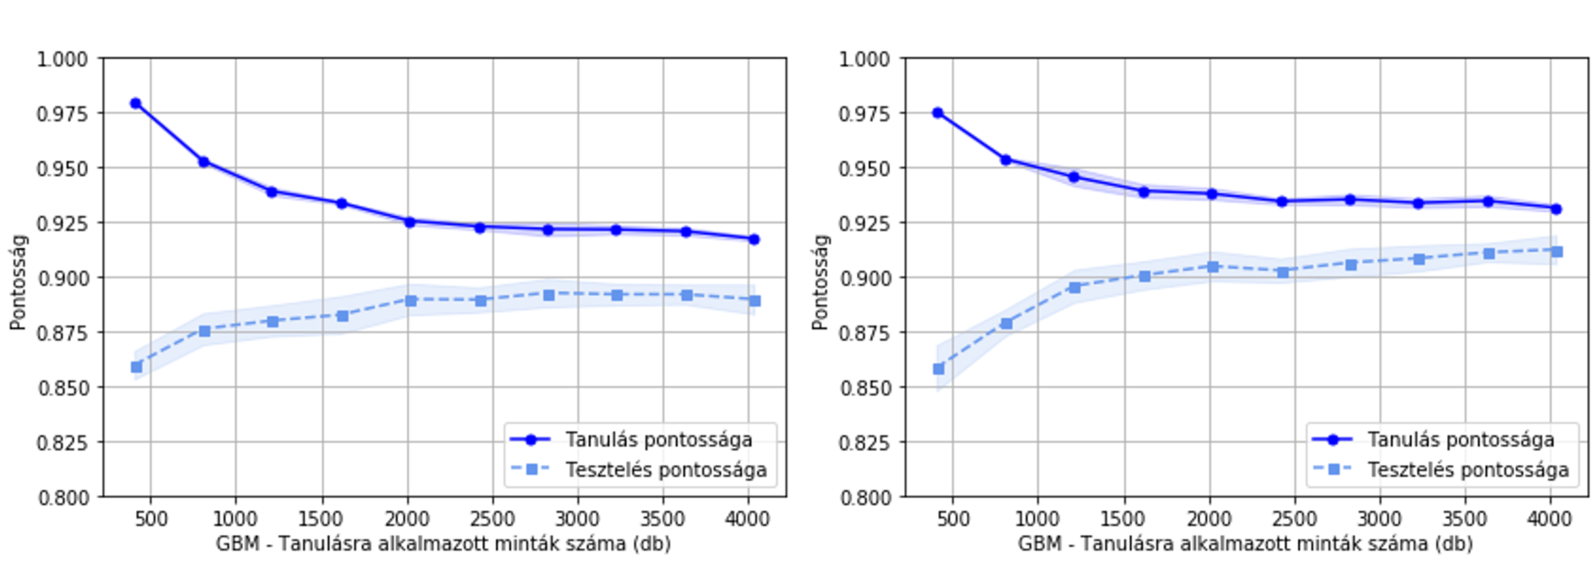 1.000
0.975
0.950
0.925
0.900
0.875
0.850
0.825
0.800
Pontosság
Tanulás pontossága
Tesztelés pontossága
500 1000 1500 2000 2500 3000 3500 4000
GBM - Tanulásra alkalmazott minták száma (db)
1.000
0.975
0.950
0.925
0.900
0.875
0.850
0.825
0.800
Pontosság
Tanulás pontossága
Tesztelés pontossága
500 1000 1500 2000 2500 3000 3500 4000
GBM - Tanulásra alkalmazott minták száma (db)